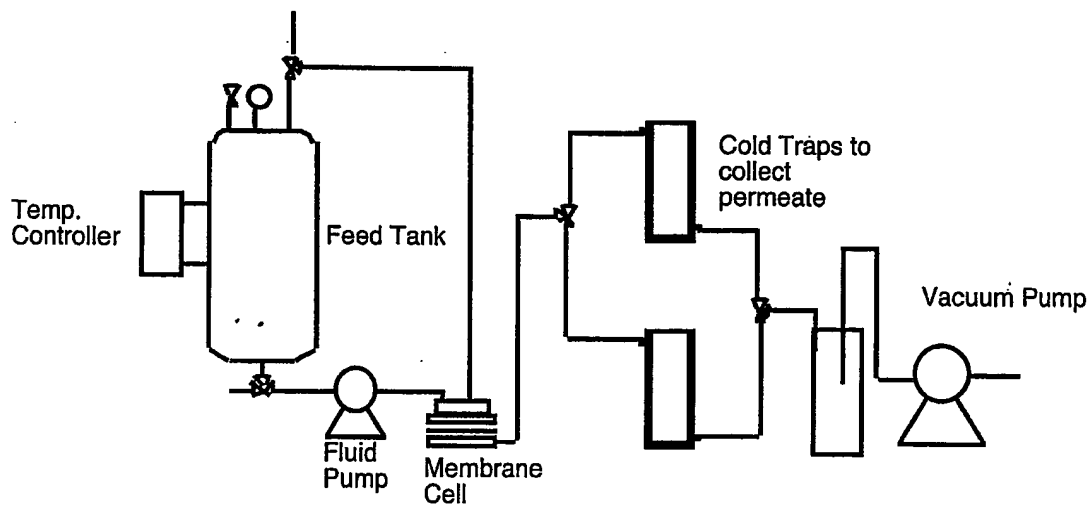 Temp.
Controller
Feed Tank
Fluid
Pump
Membrane
Cell
Cold Traps to
collect
permeate
Vacuum Pump